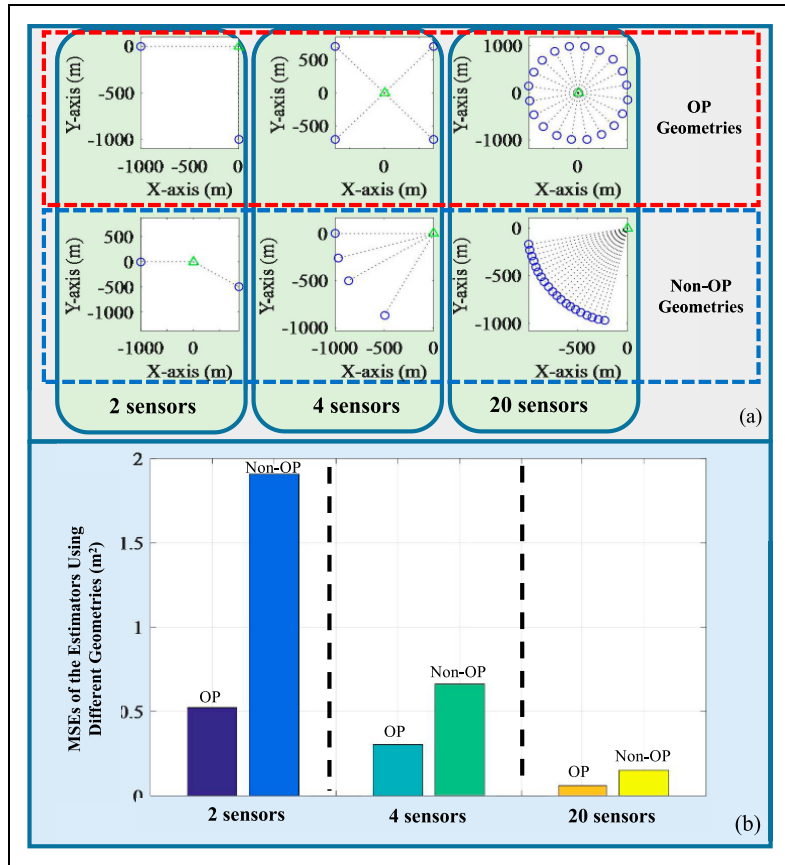 0
-500
-1000
Y-axis (m)
-1000 -500 0
X-axis (m)
500
0
-500
Y-axis (m)
0
X-axis (m)
1000
0
-1000
Y-axis (m)
0
X-axis (m)
OP
Geometries
500
0
-500
-1000
Y-axis (m)
-1000 0
X-axis (m)
0
-500
-1000
Y-axis (m)
-1000 -500 0
X-axis (m)
0
-500
-1000
Y-axis (m)
-500 0
X-axis (m)
Non-OP
Geometries
2 sensors
4 sensors
20 sensors
(a)
MSEs of the Estimators Using
Different Geometries (m²)
2
1.5
1
0.5
0
OP
Non-OP
OP
Non-OP
OP
Non-OP
2 sensors
4 sensors
20 sensors
(b)